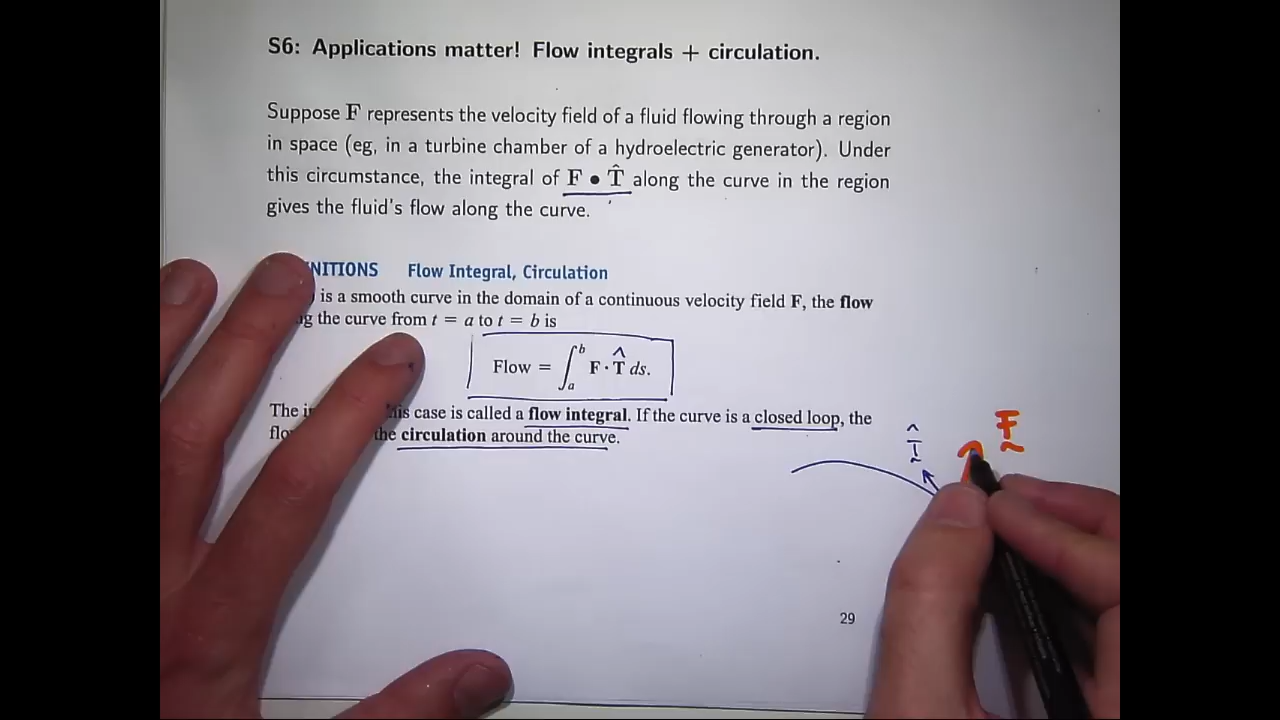 S6: Applications matter! Flow integrals + circulation.
Suppose F represents the velocity field of a fluid flowing through a region
in space (eg, in a turbine chamber of a hydroelectric generator). Under
this circumstance, the integral of F • T̂ along the curve in the region
gives the fluid's flow along the curve.
NITIONS Flow Integral, Circulation
is a smooth curve in the domain of a continuous velocity field F, the flow
the curve from t = a to t = b is
Flow = ∫ₐᵇ F · T̂ ds.
The his case is called a flow integral. If the curve is a closed loop, the
the circulation around the curve.
T̂
F
29